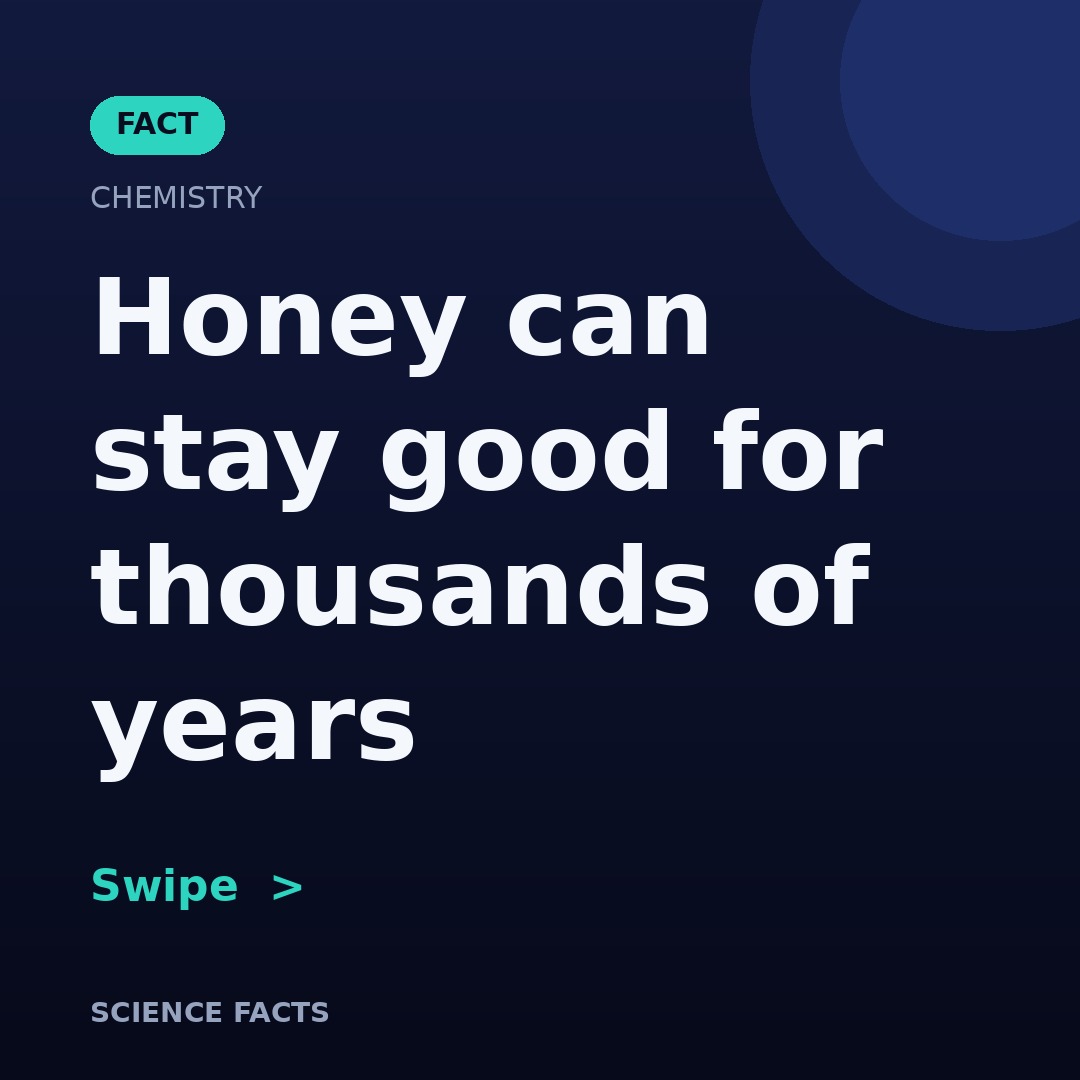 FACT
CHEMISTRY
Honey can
stay good for
thousands of
years
Swipe >
SCIENCE FACTS